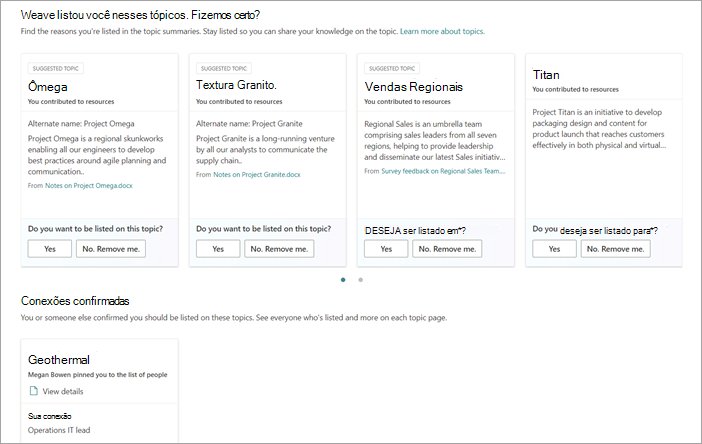 Weave listou você nesses tópicos. Fizemos certo?
Find the reasons you're listed in the topic summaries. Stay listed so you can share your knowledge on the topic. Learn more about topics.
SUGGESTED TOPIC
Ômega
You contributed to resources
Alternate name: Project Omega
Project Omega is a regional skunkworks
enabling all our engineers to develop
best practices around agile planning and
communication..
From Notes on Project Omega.docx
Do you want to be listed on this topic?
Yes
No. Remove me.
SUGGESTED TOPIC
Textura Granito.
You contributed to resources
Alternate name: Project Granite
Project Granite is a long-running venture
by all our analysts to communicate the
supply chain..
From Notes on Project Granite.docx
Do you want to be listed on this topic?
Yes
No. Remove me.
SUGGESTED TOPIC
Vendas Regionais
You contributed to resources
Regional Sales is an umbrella team
comprising sales leaders from all seven
regions, helping to provide leadership
and disseminate our latest Sales initiativ...
From Survey feedback on Regional Sales Team....
DESEJA ser listado em*?
Yes
No. Remove me.
Titan
You contributed to resources
Project Titan is an initiative to develop
packaging design and content for
product launch that reaches customers
effectively in both physical and virtual...
Do you deseja ser listado para*?
Yes
No. Remove me.
Conexões confirmadas
You or someone else confirmed you should be listed on these topics. See everyone who's listed and more on each topic page.
Geothermal
Megan Bowen pinned you to the list of people
View details
Sua conexão
Operations IT lead